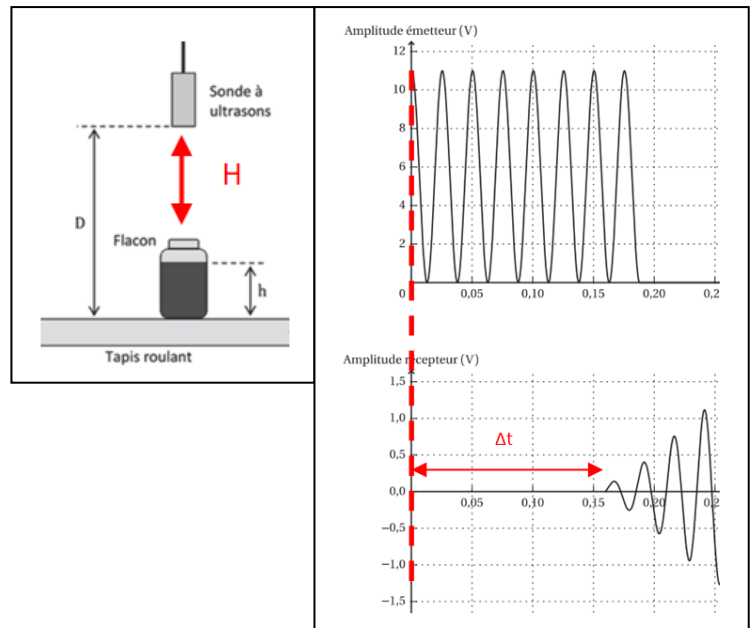 Sonde à
ultrasons
H
D
Flacon
h
Tapis roulant
Amplitude émetteur (V)
12
10
8
6
4
2
0
0,05
0,10
0,15
0,20
0,2
Amplitude récepteur (V)
1,5
1,0
Δt
0,5
0,0
0,05
0,10
0,15
0,20
0,2
−0,5
−1,0
−1,5